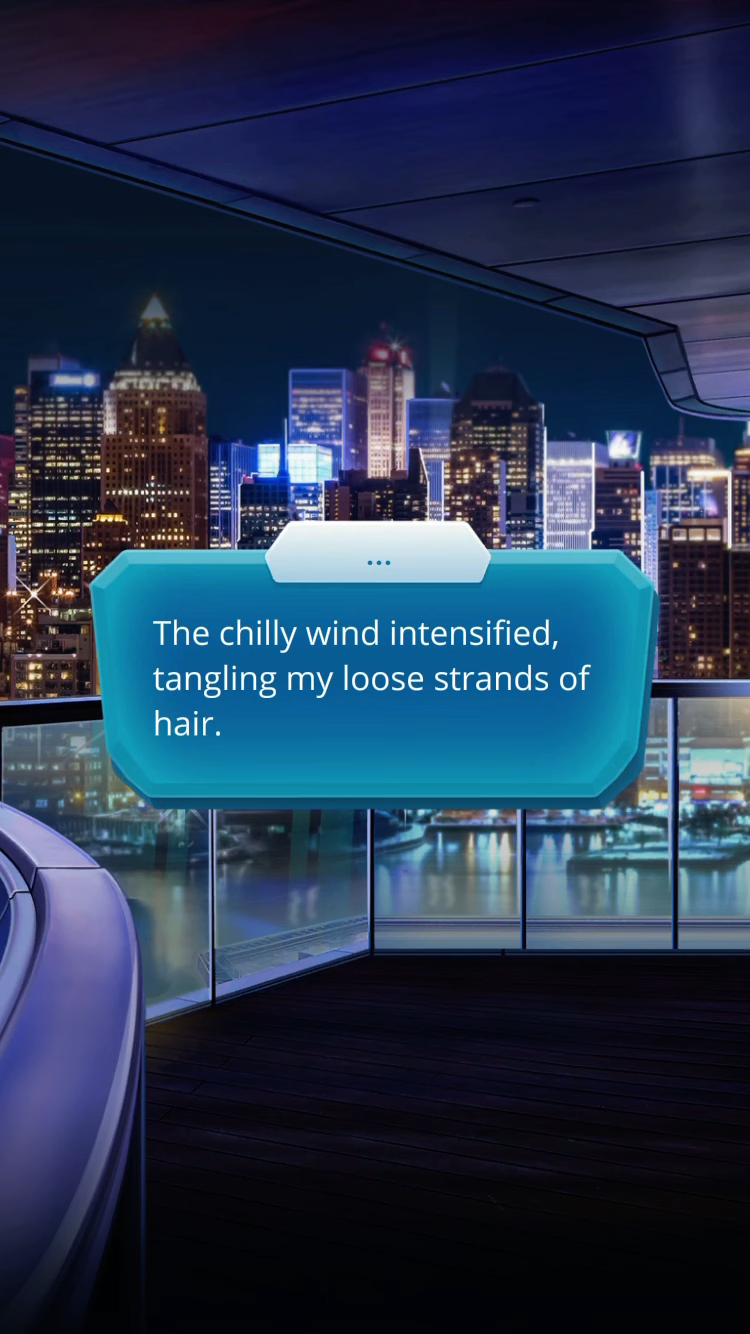 ...
The chilly wind intensified,
tangling my loose strands of
hair.